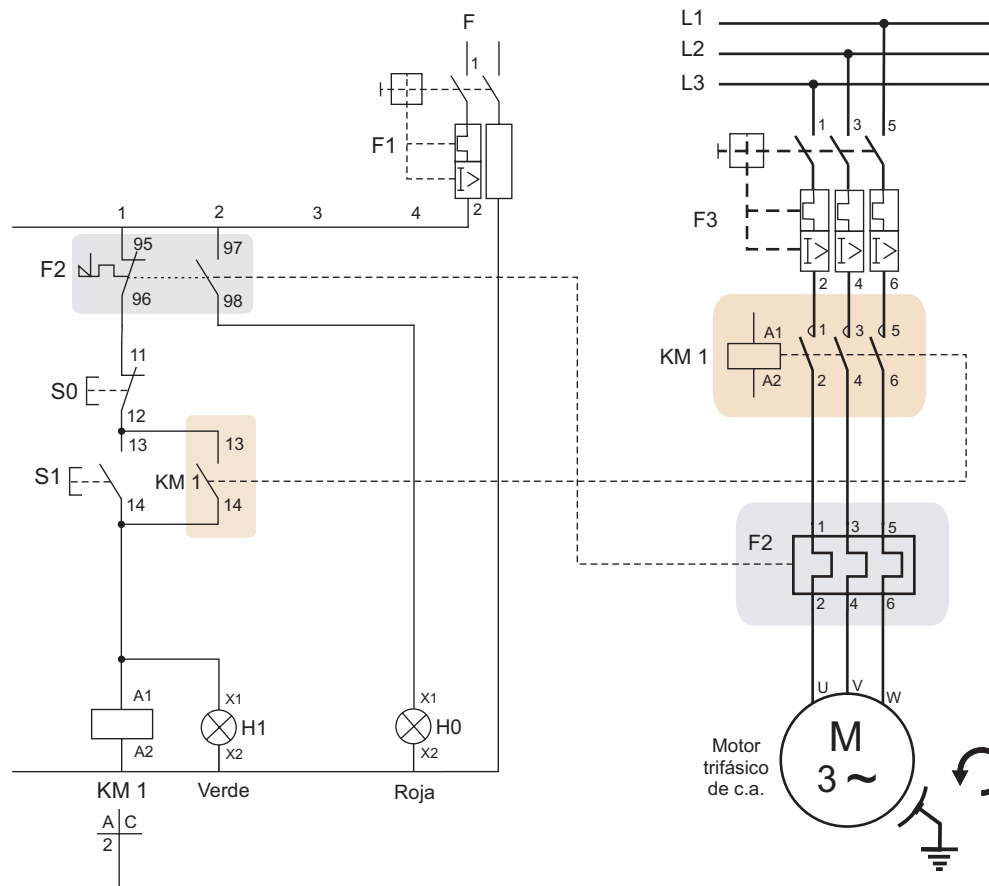 F
L1
L2
L3
1
F1
2
1 3 5
F3
2 4 6
1 2 3 4
F2
95 97
96 98
KM 1
A1 1 3 5
A2 2 4 6
11
S0
12
13 13
S1 KM 1
14 14
F2
1 3 5
2 4 6
U V W
M
3 ~
Motor
trifásico
de c.a.
A1 X1 X1
H1 H0
A2 X2 X2
KM 1 Verde Roja
A C
2